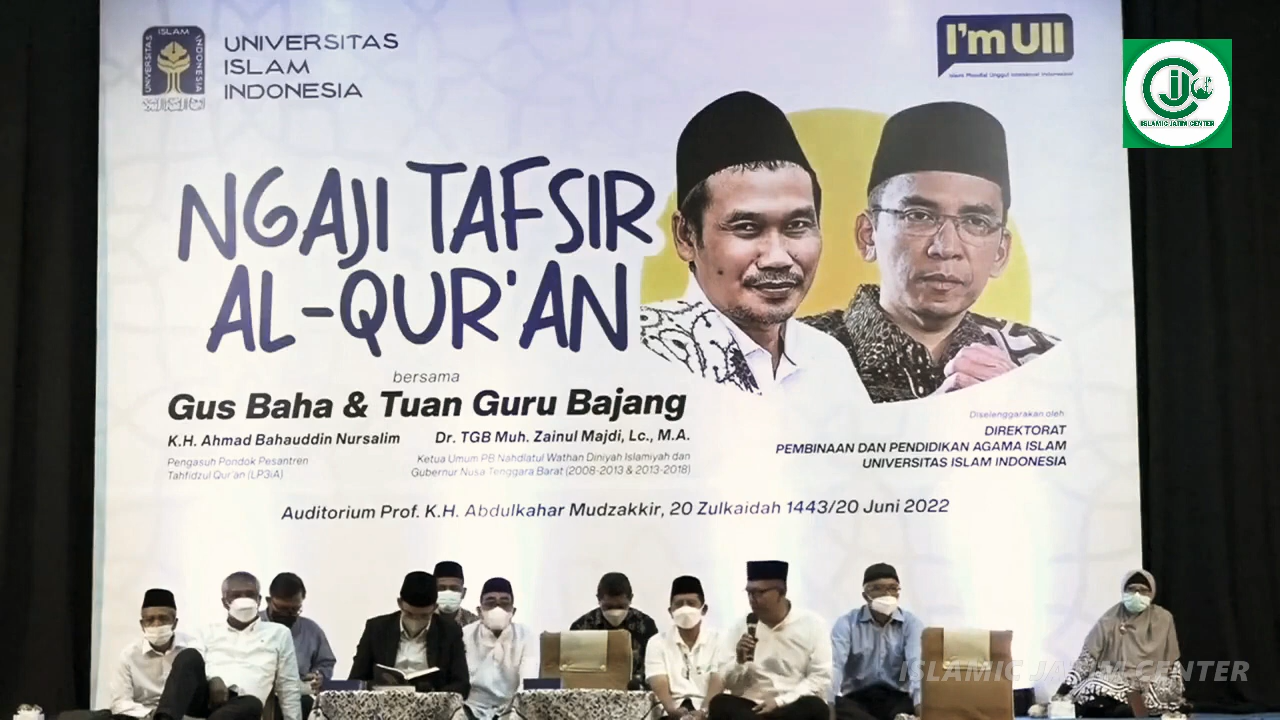 UNIVERSITAS
ISLAM
INDONESIA
ISLAM
UNIVERSITAS
INDONESIA
I'm UII
Islamic Jatim Center
NGAJI TAFSIR
AL-QUR'AN
bersama
Gus Baha & Tuan Guru Bajang
K.H. Ahmad Bahauddin Nursalim
Pengasuh Pondok Pesantren
Tahfidzul Qur'an (LP3iA)
Dr. TGB Muh. Zainul Majdi, Lc., M.A.
Ketua Umum PB Nahdlatul Wathan Diniyah Islamiyah dan
Gubernur Nusa Tenggara Barat (2008-2013 & 2013-2018)
Diselenggarakan oleh:
DIREKTORAT
PEMBINAAN DAN PENDIDIKAN AGAMA ISLAM
UNIVERSITAS ISLAM INDONESIA
Auditorium Prof. K.H. Abdulkahar Mudzakkir, 20 Zulkaidah 1443/20 Juni 2022
ISLAMIC JATIM CENTER